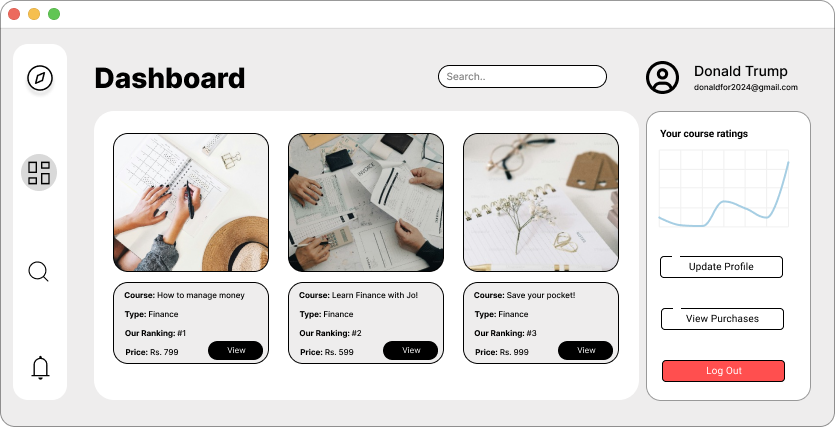 Dashboard
Search..
Donald Trump
donaldfor2024@gmail.com
INVOICE
Course: How to manage money
Type: Finance
Our Ranking: #1
Price: Rs. 799
View
Course: Learn Finance with Jo!
Type: Finance
Our Ranking: #2
Price: Rs. 599
View
Course: Save your pocket!
Type: Finance
Our Ranking: #3
Price: Rs. 999
View
Your course ratings
Update Profile
View Purchases
Log Out